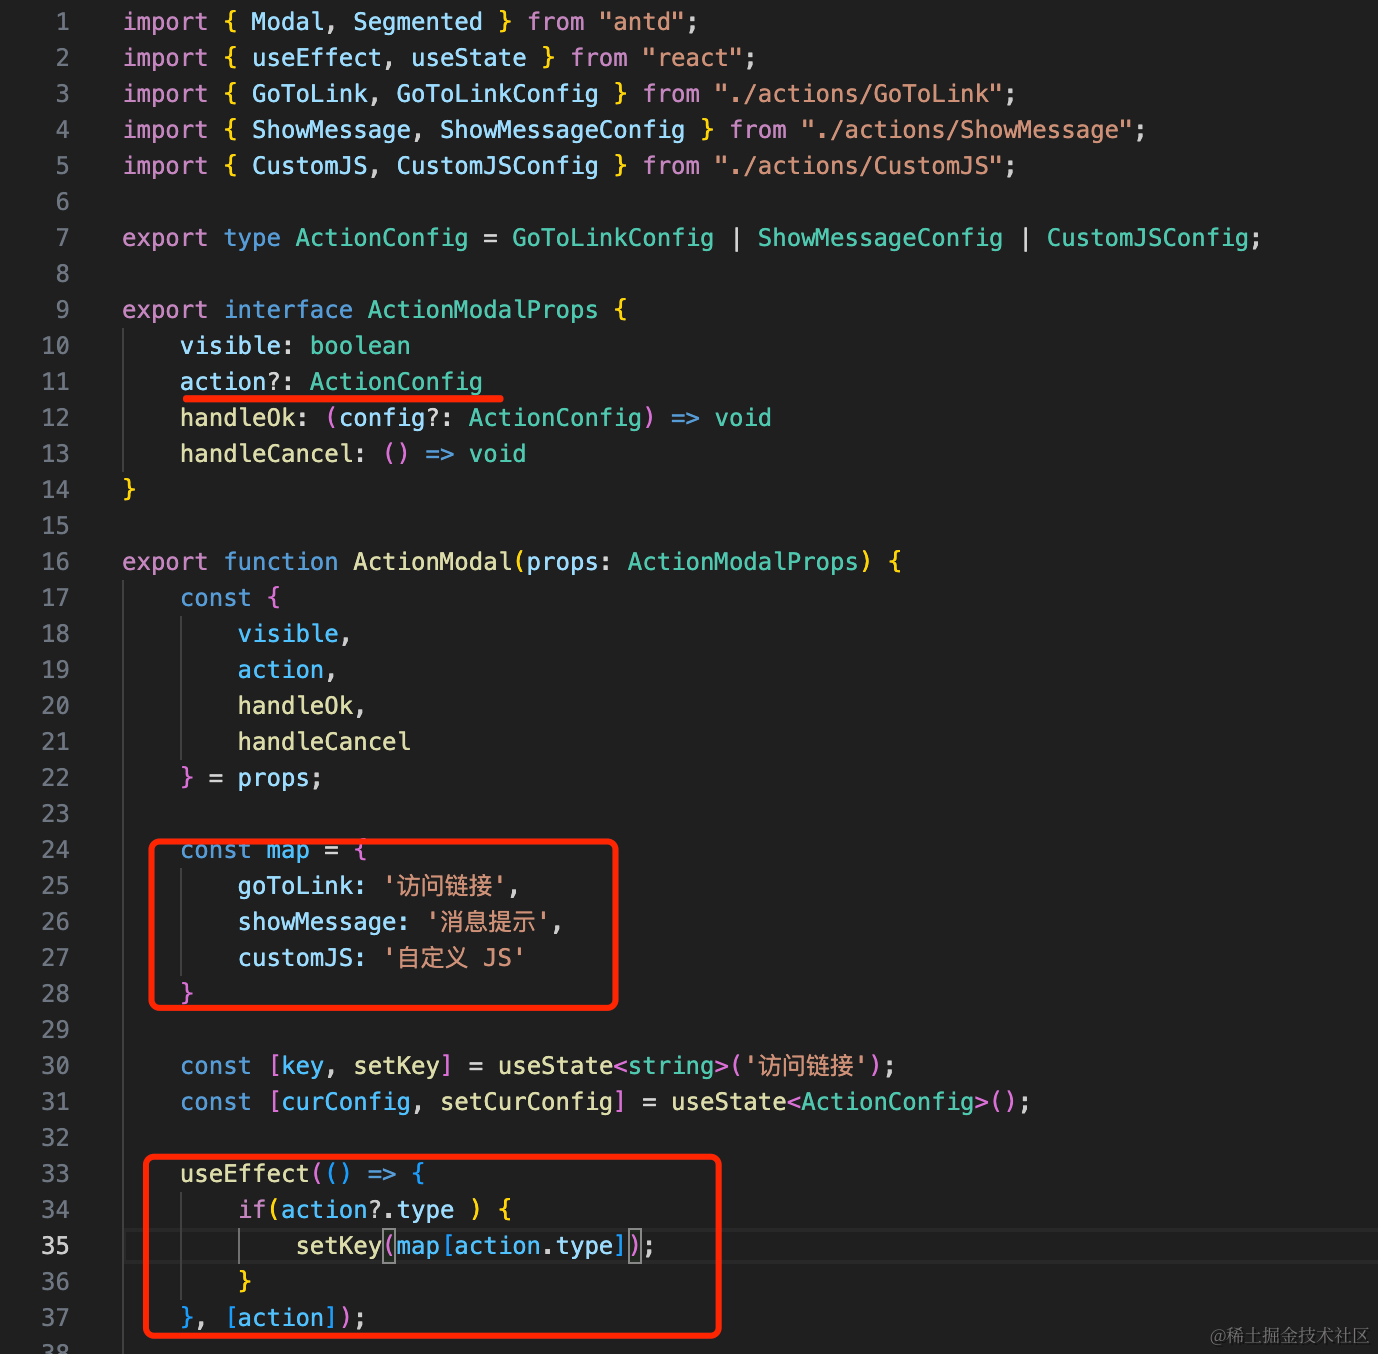 1 import { Modal, Segmented } from "antd";
2 import { useEffect, useState } from "react";
3 import { GoToLink, GoToLinkConfig } from "./actions/GoToLink";
4 import { ShowMessage, ShowMessageConfig } from "./actions/ShowMessage";
5 import { CustomJS, CustomJSConfig } from "./actions/CustomJS";
6
7 export type ActionConfig = GoToLinkConfig | ShowMessageConfig | CustomJSConfig;
8
9 export interface ActionModalProps {
10     visible: boolean
11     action?: ActionConfig
12     handleOk: (config?: ActionConfig) => void
13     handleCancel: () => void
14 }
15
16 export function ActionModal(props: ActionModalProps) {
17     const {
18         visible,
19         action,
20         handleOk,
21         handleCancel
22     } = props;
23
24     const map = {
25         goToLink: '访问链接',
26         showMessage: '消息提示',
27         customJS: '自定义 JS'
28     }
29
30     const [key, setKey] = useState<string>('访问链接');
31     const [curConfig, setCurConfig] = useState<ActionConfig>();
32
33     useEffect(() => {
34         if(action?.type ) {
35             setKey(map[action.type]);
36         }
37     }, [action]);
38
@稀土掘金技术社区